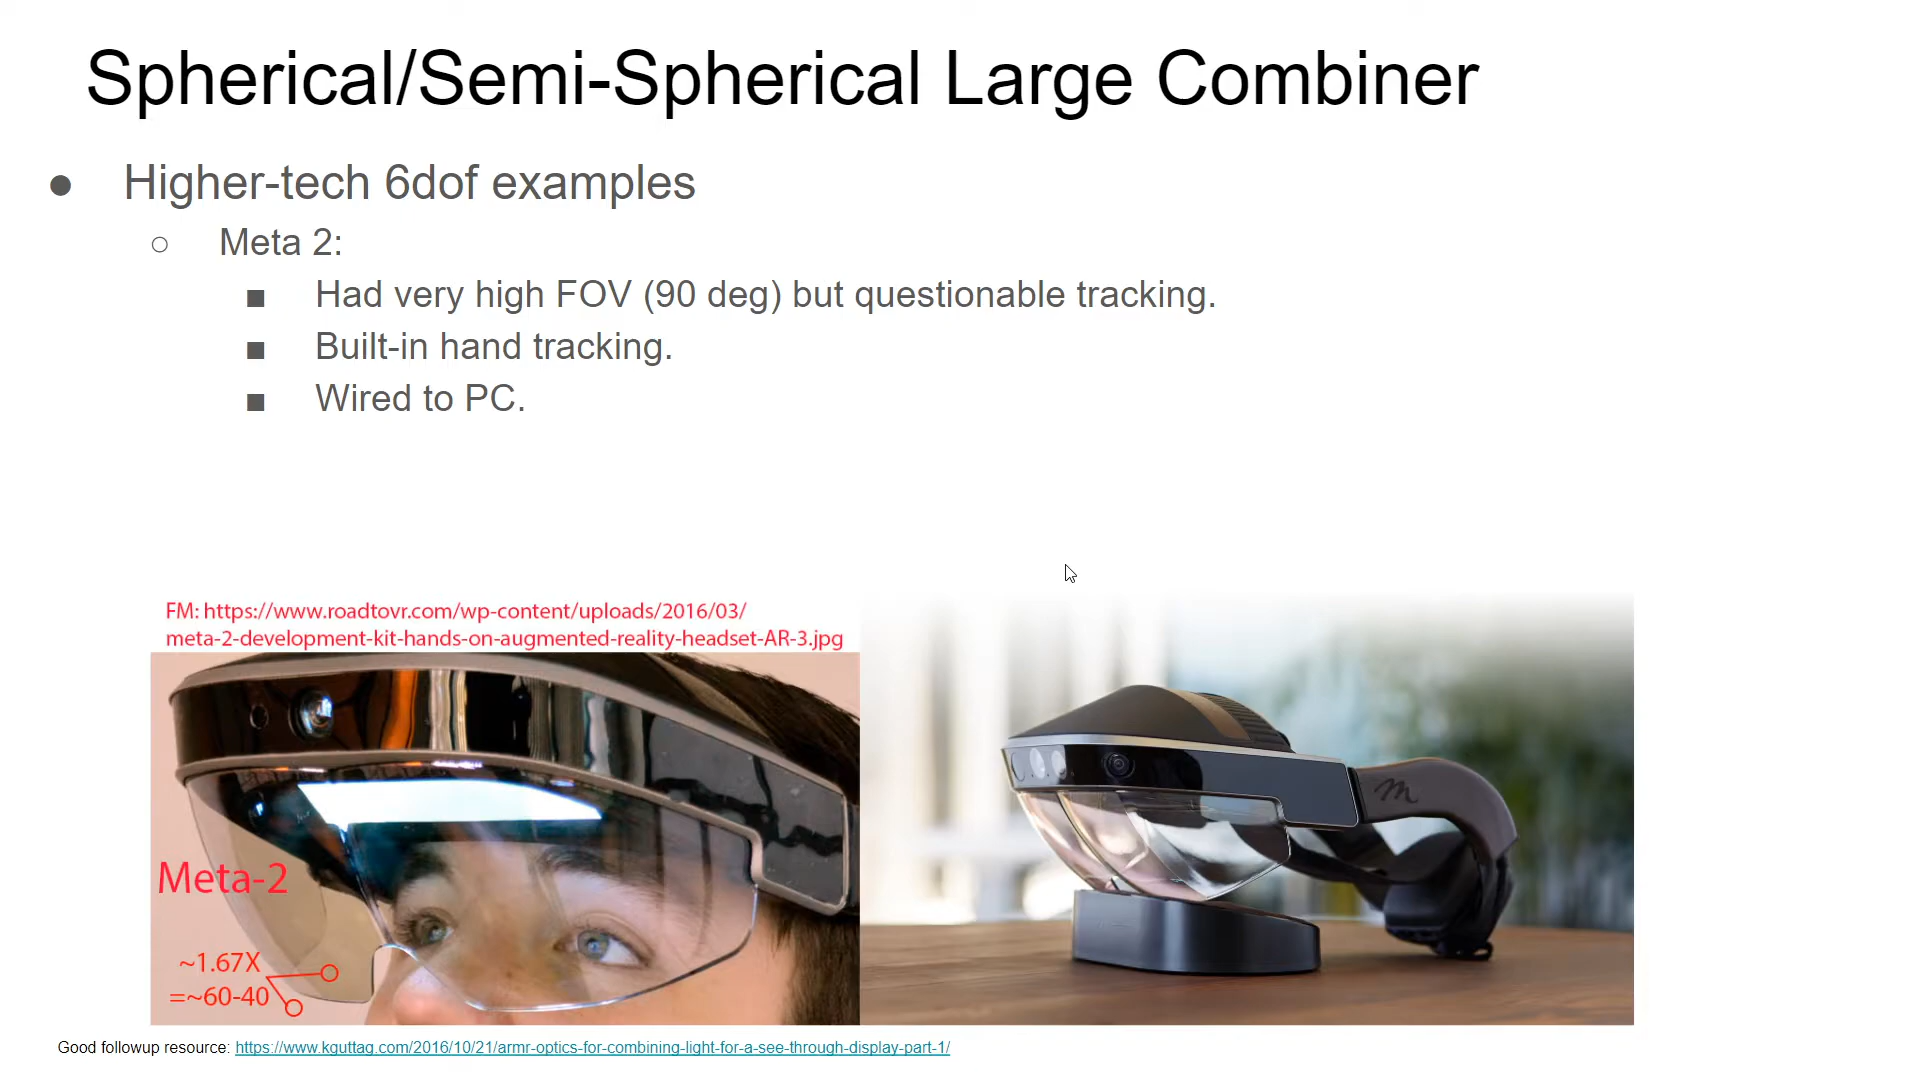 Spherical/Semi-Spherical Large Combiner
● Higher-tech 6dof examples
○ Meta 2:
■ Had very high FOV (90 deg) but questionable tracking.
■ Built-in hand tracking.
■ Wired to PC.
FM: https://www.roadtovr.com/wp-content/uploads/2016/03/
meta-2-development-kit-hands-on-augmented-reality-headset-AR-3.jpg
Meta-2
~1.67X
=~60-40
Good followup resource: https://www.kguttag.com/2016/10/21/armr-optics-for-combining-light-for-a-see-through-display-part-1/